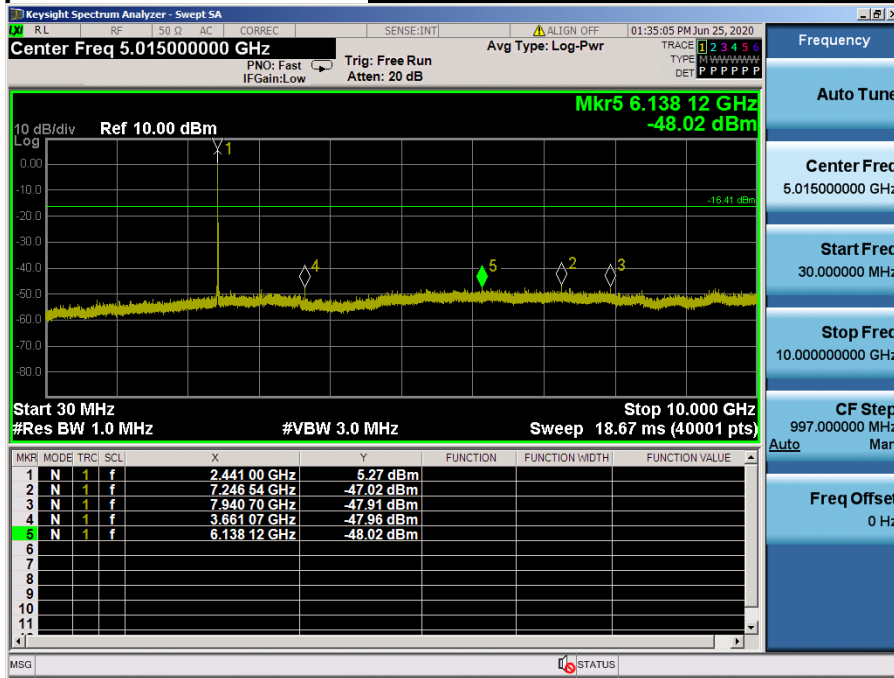 Keysight Spectrum Analyzer - Swept SA
LXI RL RF 50 Ω AC CORREC SENSE:INT ALIGN OFF 01:35:05 PM Jun 25, 2020
Center Freq 5.015000000 GHz
PNO: Fast
IFGain:Low
Trig: Free Run
Atten: 20 dB
Avg Type: Log-Pwr
TRACE 1 2 3 4 5 6
TYPE M WWWWW
DET P P P P P P
Mkr5 6.138 12 GHz
-48.02 dBm
10 dB/div Ref 10.00 dBm
Log
1
0.00
-10.0
-16.41 dBm
-20.0
-30.0
-40.0
4
5
2
3
-50.0
-60.0
-70.0
-80.0
Start 30 MHz Stop 10.000 GHz
#Res BW 1.0 MHz #VBW 3.0 MHz Sweep 18.67 ms (40001 pts)
MKR MODE TRC SCL X Y FUNCTION FUNCTION WIDTH FUNCTION VALUE
1 N 1 f 2.441 00 GHz 5.27 dBm
2 N 1 f 7.246 54 GHz -47.02 dBm
3 N 1 f 7.940 70 GHz -47.91 dBm
4 N 1 f 3.661 07 GHz -47.96 dBm
5 N 1 f 6.138 12 GHz -48.02 dBm
6
7
8
9
10
11
MSG STATUS
Frequency
Auto Tune
Center Freq
5.015000000 GHz
Start Freq
30.000000 MHz
Stop Freq
10.000000000 GHz
CF Step
997.000000 MHz
Auto Man
Freq Offset
0 Hz